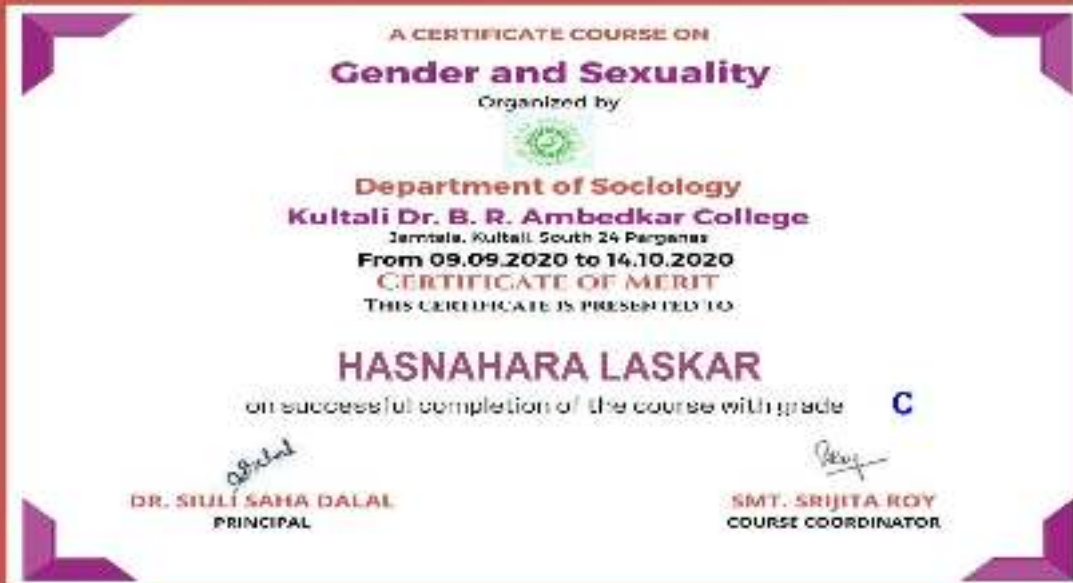 A CERTIFICATE COURSE ON
Gender and Sexuality
Organized by
Department of Sociology
Kultali Dr. B. R. Ambedkar College
Jamtala, Kultali, South 24 Parganas
From 09.09.2020 to 14.10.2020
CERTIFICATE OF MERIT
THIS CERTIFICATE IS PRESENTED TO
HASNAHARA LASKAR
on successful completion of the course with grade C
DR. SIULI SAHA DALAL
PRINCIPAL
SMT. SRIJITA ROY
COURSE COORDINATOR